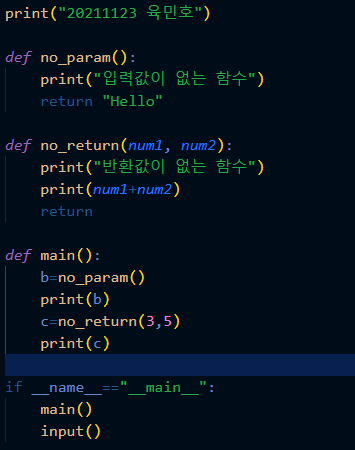 print("20211123 육민호")
def no_param():
    print("입력값이 없는 함수")
    return "Hello"
def no_return(num1, num2):
    print("반환값이 없는 함수")
    print(num1+num2)
    return
def main():
    b=no_param()
    print(b)
    c=no_return(3,5)
    print(c)
if __name__=="__main__":
    main()
    input()